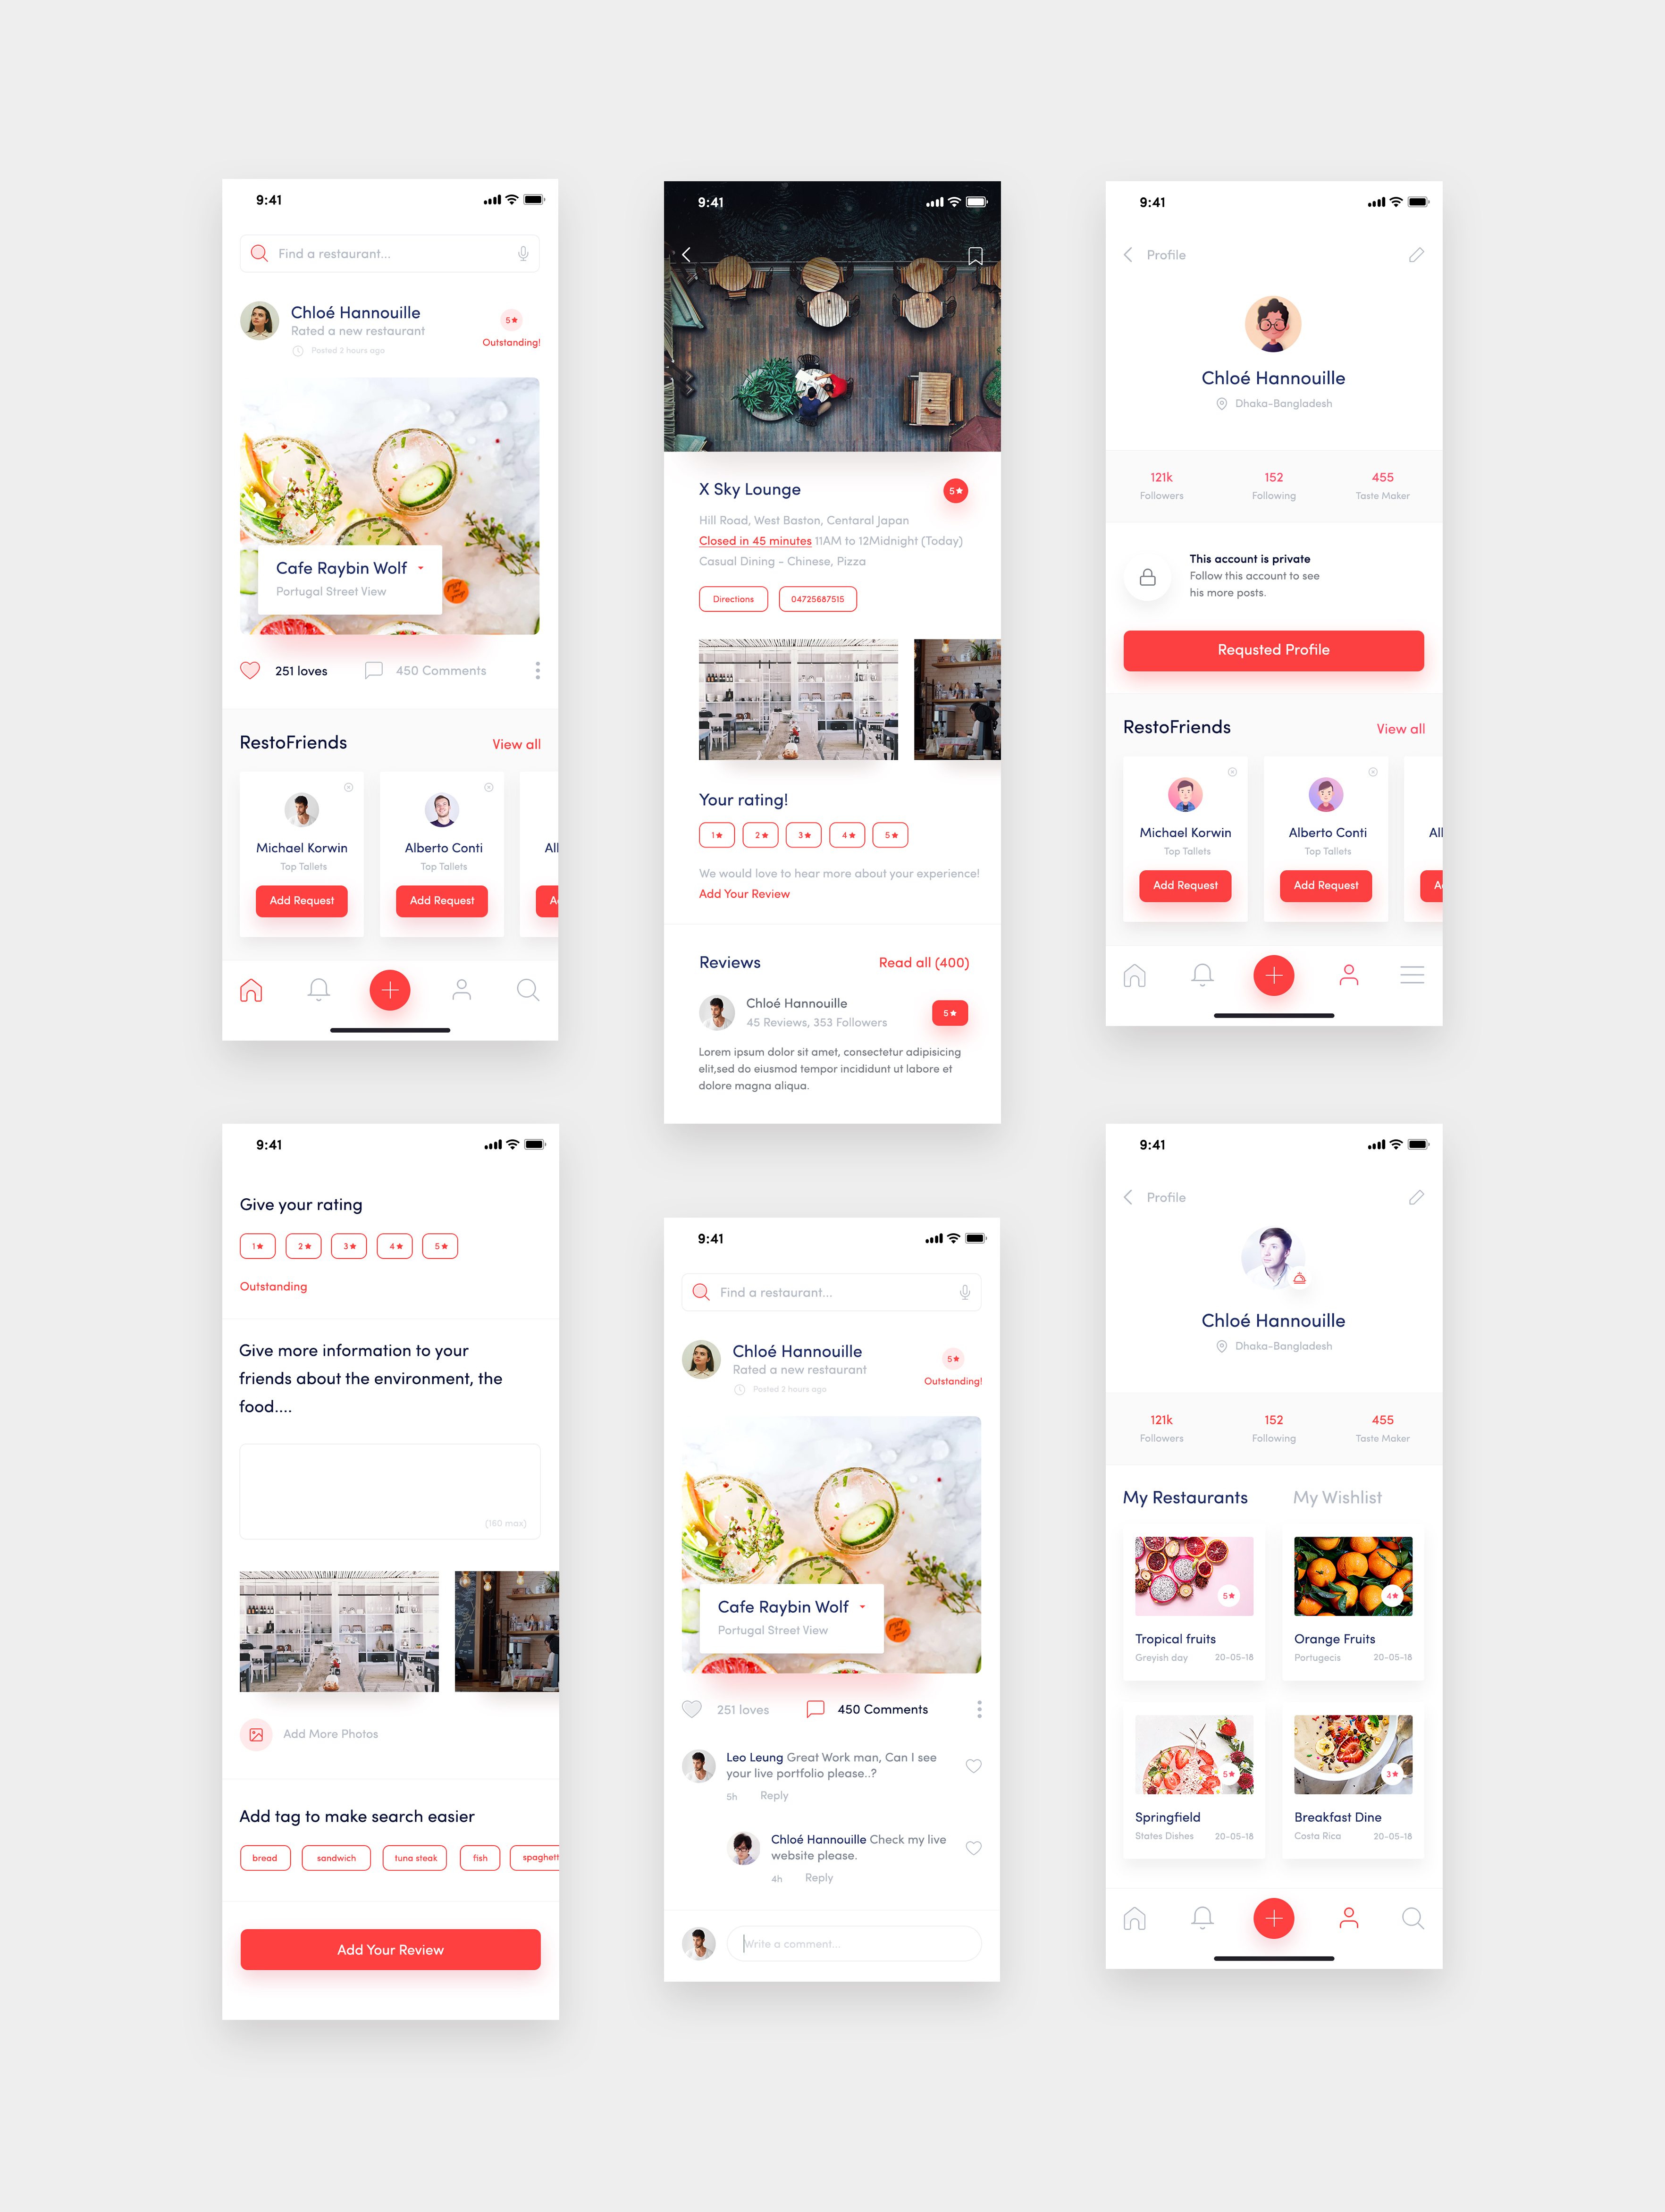 9:41
Find a restaurant...
Chloé Hannouille
Rated a new restaurant
Posted 2 hours ago
5
Outstanding!
Cafe Raybin Wolf
Portugal Street View
251 loves
450 Comments
RestoFriends
View all
Michael Korwin
Top Tallets
Add Request
Alberto Conti
Top Tallets
Add Request
All
A
9:41
X Sky Lounge
5
Hill Road, West Baston, Centaral Japan
Closed in 45 minutes 11AM to 12Midnight (Today)
Casual Dining - Chinese, Pizza
Directions
04725687515
Your rating!
1 2 3 4 5
We would love to hear more about your experience!
Add Your Review
Reviews
Read all (400)
Chloé Hannouille
45 Reviews, 353 Followers
5
Lorem ipsum dolor sit amet, consectetur adipisicing
elit,sed do eiusmod tempor incididunt ut labore et
dolore magna aliqua.
9:41
Profile
Chloé Hannouille
Dhaka-Bangladesh
121k
Followers
152
Following
455
Taste Maker
This account is private
Follow this account to see
his more posts.
Requsted Profile
RestoFriends
View all
Michael Korwin
Top Tallets
Add Request
Alberto Conti
Top Tallets
Add Request
All
A
9:41
Give your rating
1 2 3 4 5
Outstanding
Give more information to your
friends about the environment, the
food....
(160 max)
Add More Photos
Add tag to make search easier
bread
sandwich
tuna steak
fish
spaghett
Add Your Review
9:41
Find a restaurant...
Chloé Hannouille
Rated a new restaurant
Posted 2 hours ago
5
Outstanding!
Cafe Raybin Wolf
Portugal Street View
251 loves
450 Comments
Leo Leung Great Work man, Can I see
your live portfolio please..?
5h
Reply
Chloé Hannouille Check my live
website please.
4h
Reply
Write a comment...
9:41
Profile
Chloé Hannouille
Dhaka-Bangladesh
121k
Followers
152
Following
455
Taste Maker
My Restaurants
My Wishlist
5
Tropical fruits
Greyish day
20-05-18
4
Orange Fruits
Portugecis
20-05-18
5
Springfield
States Dishes
20-05-18
3
Breakfast Dine
Costa Rica
20-05-18